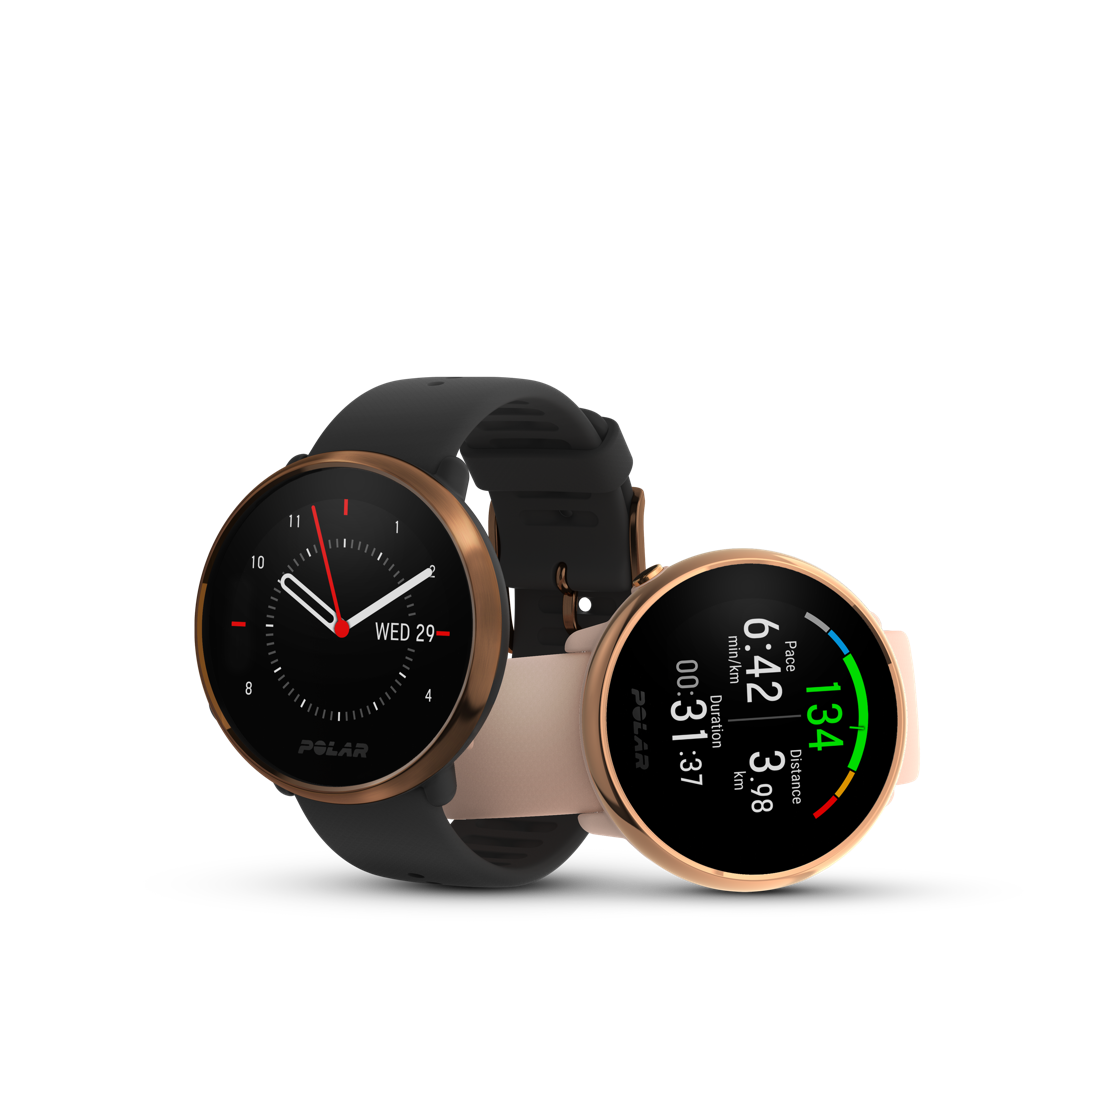 11
1
10
2
WED 29
8
4
POLAR
134
Pace
6:42
min/km
Distance
3.98
km
Duration
00:31:37
POLAR